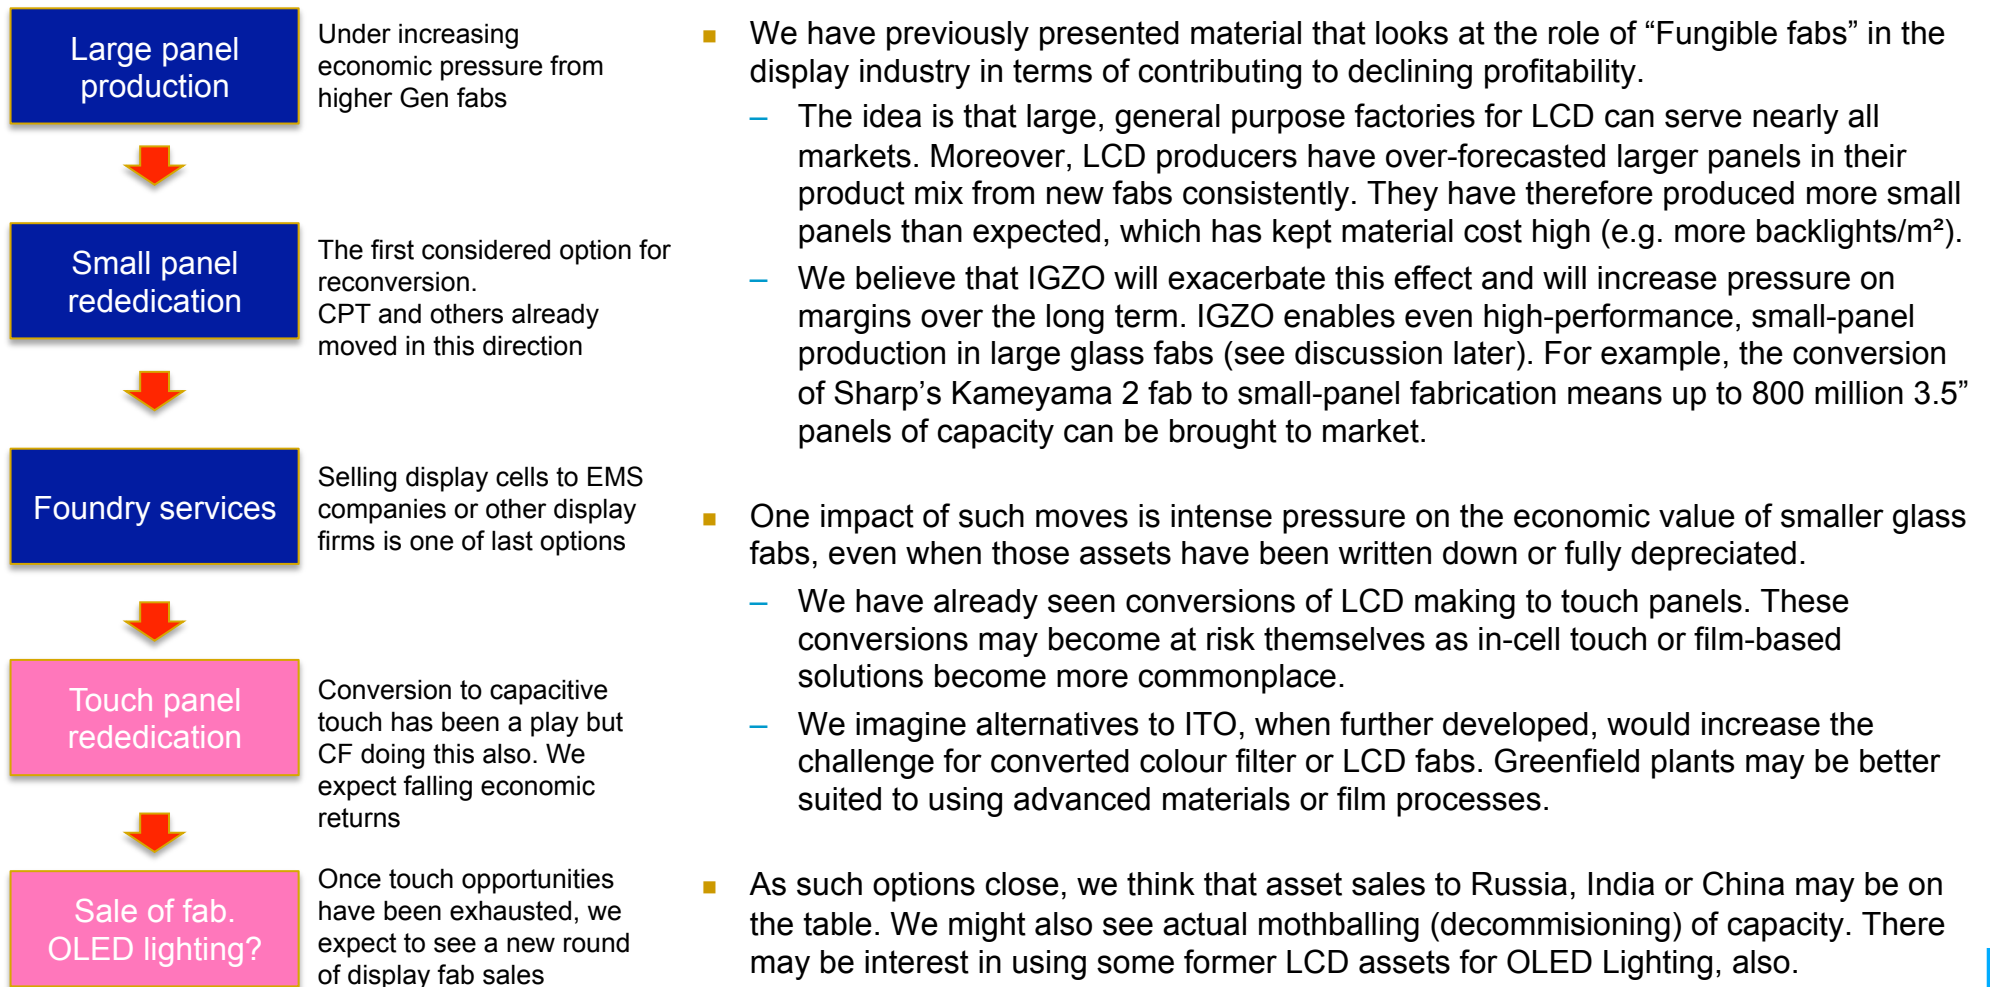 Large panel
production
Under increasing
economic pressure from
higher Gen fabs
Small panel
rededication
The first considered option for
reconversion.
CPT and others already
moved in this direction
Foundry services
Selling display cells to EMS
companies or other display
firms is one of last options
Touch panel
rededication
Conversion to capacitive
touch has been a play but
CF doing this also. We
expect falling economic
returns
Sale of fab.
OLED lighting?
Once touch opportunities
have been exhausted, we
expect to see a new round
of display fab sales
▪ We have previously presented material that looks at the role of “Fungible fabs” in the
display industry in terms of contributing to declining profitability.
– The idea is that large, general purpose factories for LCD can serve nearly all
markets. Moreover, LCD producers have over-forecasted larger panels in their
product mix from new fabs consistently. They have therefore produced more small
panels than expected, which has kept material cost high (e.g. more backlights/m²).
– We believe that IGZO will exacerbate this effect and will increase pressure on
margins over the long term. IGZO enables even high-performance, small-panel
production in large glass fabs (see discussion later). For example, the conversion
of Sharp’s Kameyama 2 fab to small-panel fabrication means up to 800 million 3.5”
panels of capacity can be brought to market.
▪ One impact of such moves is intense pressure on the economic value of smaller glass
fabs, even when those assets have been written down or fully depreciated.
– We have already seen conversions of LCD making to touch panels. These
conversions may become at risk themselves as in-cell touch or film-based
solutions become more commonplace.
– We imagine alternatives to ITO, when further developed, would increase the
challenge for converted colour filter or LCD fabs. Greenfield plants may be better
suited to using advanced materials or film processes.
▪ As such options close, we think that asset sales to Russia, India or China may be on
the table. We might also see actual mothballing (decommisioning) of capacity. There
may be interest in using some former LCD assets for OLED Lighting, also.